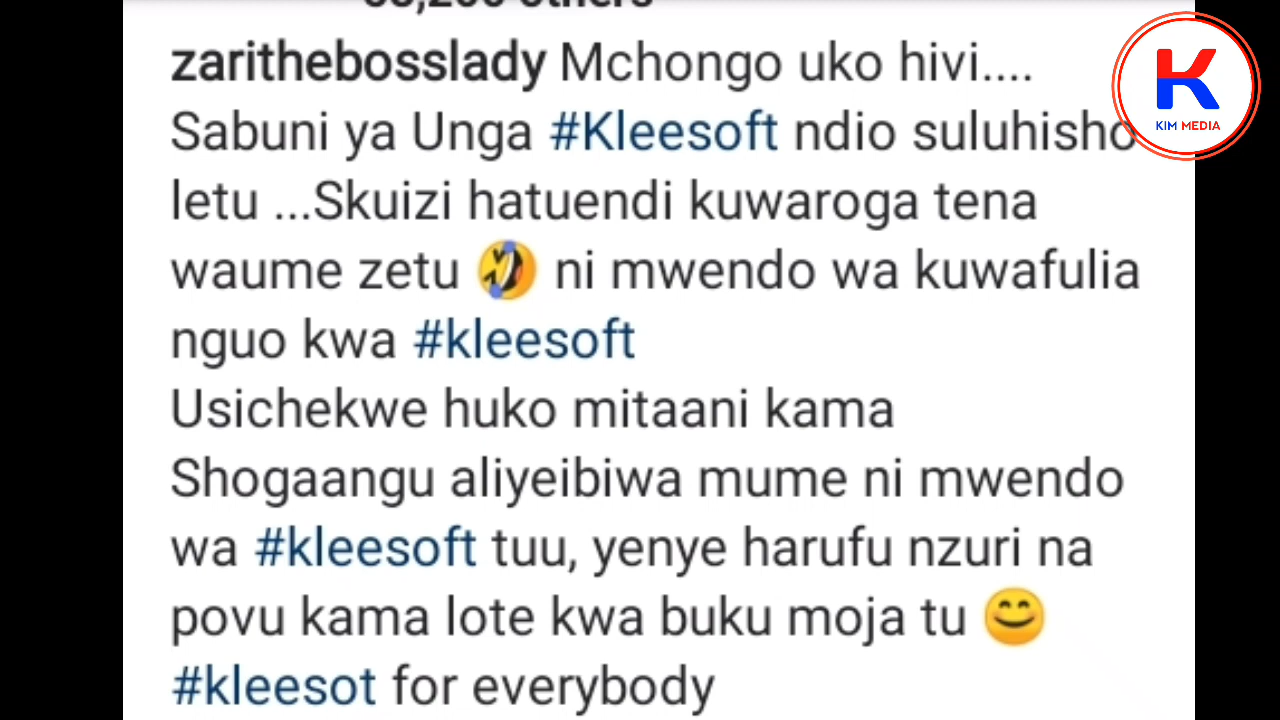 zarithebosslady Mchongo uko hivi....
Sabuni ya Unga #Kleesoft ndio suluhisho
letu ...Skuizi hatuendi kuwaroga tena
waume zetu 🤣 ni mwendo wa kuwafulia
nguo kwa #kleesoft
Usichekwe huko mitaani kama
Shogaangu aliyeibiwa mume ni mwendo
wa #kleesoft tuu, yenye harufu nzuri na
povu kama lote kwa buku moja tu 😊
#kleesot for everybody
K
KIM MEDIA